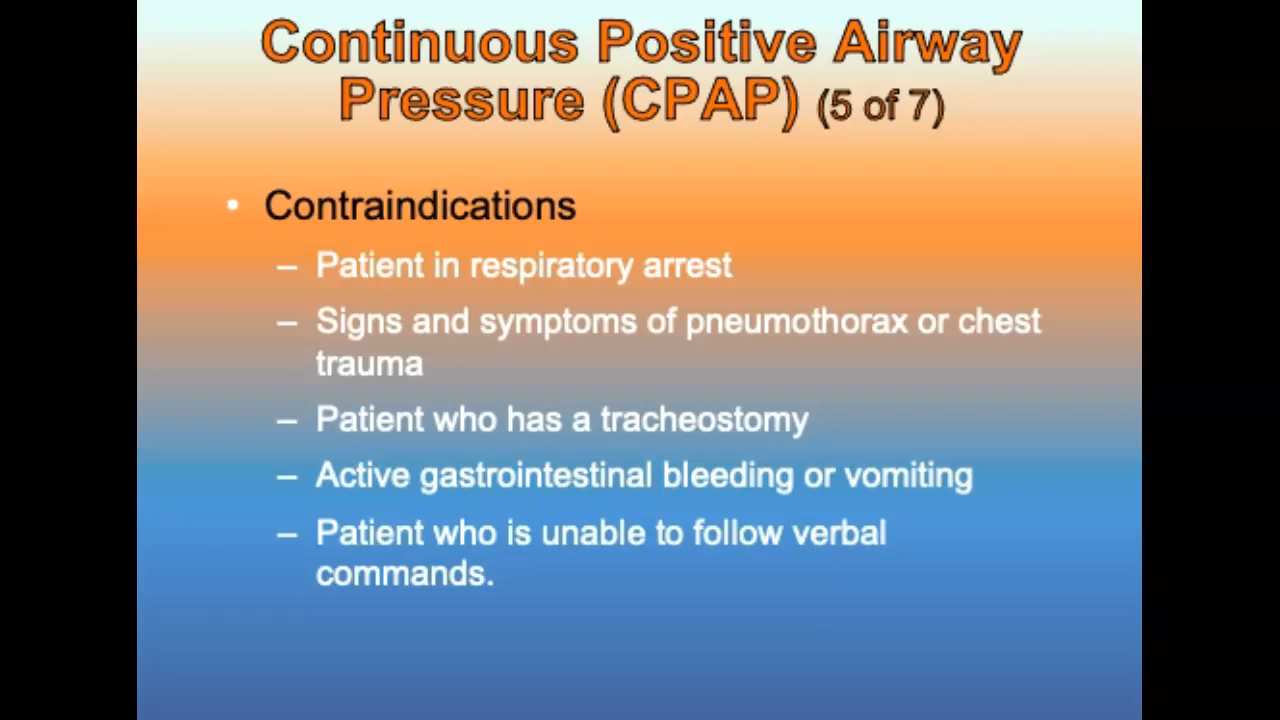 Continuous Positive Airway
Pressure (CPAP) (5 of 7)
• Contraindications
– Patient in respiratory arrest
– Signs and symptoms of pneumothorax or chest
trauma
– Patient who has a tracheostomy
– Active gastrointestinal bleeding or vomiting
– Patient who is unable to follow verbal
commands.